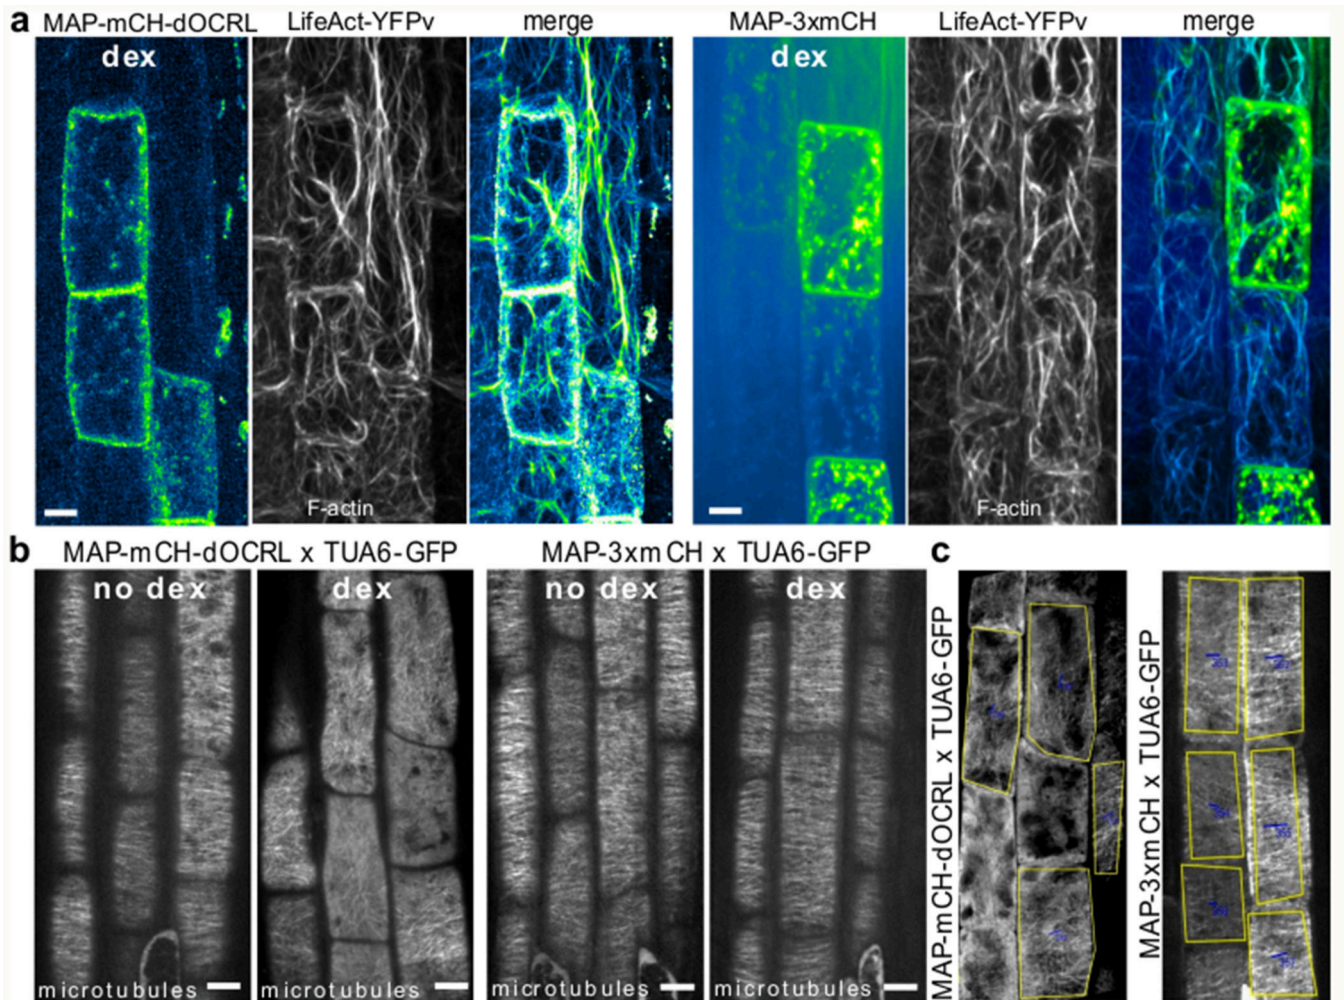 a MAP-mCH-dOCRL LifeAct-YFPv merge MAP-3xmCH LifeAct-YFPv merge
dex dex
F-actin F-actin
b MAP-mCH-dOCRL x TUA6-GFP MAP-3xmCH x TUA6-GFP c
no dex dex no dex dex
microtubules microtubules microtubules microtubules
MAP-mCH-dOCRL x TUA6-GFP
MAP-3xmCH x TUA6-GFP